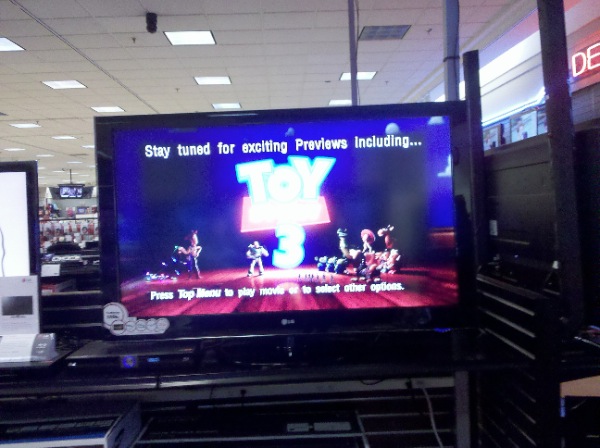 Stay tuned for exciting Previews Including...
TOY
3
Press Top Menu to play movie or to select other options.
LG
DE